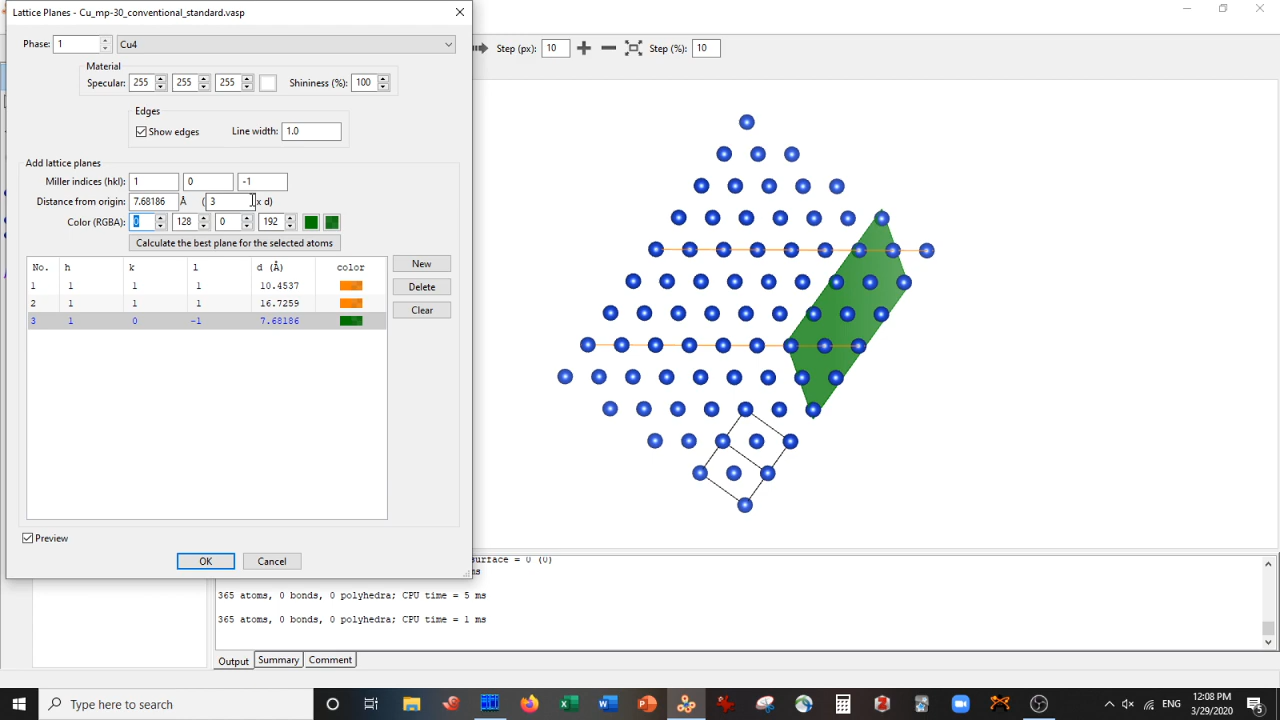 Lattice Planes - Cu_mp-30_conventional_standard.vasp
Phase: 1 Cu4
Step (px): 10 Step (%): 10
Material
Specular: 255 255 255 Shininess (%): 100
Edges
Show edges Line width: 1.0
Add lattice planes
Miller indices (hkl): 1 0 -1
Distance from origin: 7.68186 Å ( 3 x d)
Color (RGBA): 0 128 0 192
Calculate the best plane for the selected atoms
No. h k l d (Å) color
1 1 1 1 10.4537
2 1 1 1 16.7259
3 1 0 -1 7.68186
New
Delete
Clear
Preview
OK Cancel
surface = 0 (0)
ms
365 atoms, 0 bonds, 0 polyhedra; CPU time = 5 ms
365 atoms, 0 bonds, 0 polyhedra; CPU time = 1 ms
Output Summary Comment
Type here to search
ENG
12:08 PM
3/29/2020
5